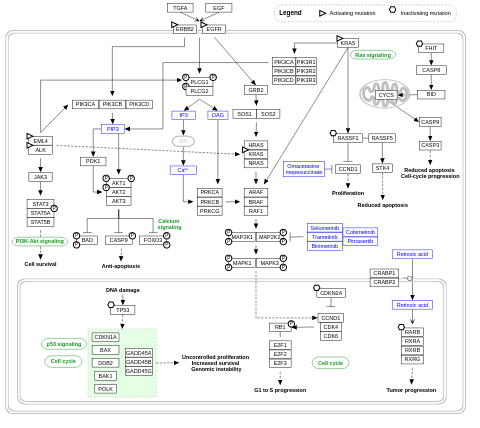 TGFA
EGF
Legend
Activating mutation
Inactivating mutation
ERBB2
EGFR
KRAS
FHIT
Ras signaling
PIK3CA
PIK3R1
PIK3CB
PIK3R2
PIK3CD
PIK3R3
CASP8
PLCG1
PLCG2
GRB2
CYCS
BID
PIK3CA
PIK3CB
PIK3CD
IP3
DAG
SOS1
SOS2
CASP9
PIP3
EML4
ALK
ER
HRAS
KRAS
NRAS
RASSF1
RASSF5
CASP3
PDK1
Ca²⁺
Omacetaxine
mepesuccinate
CCND1
STK4
Reduced apoptosis
Cell-cycle progression
JAK3
AKT1
AKT2
AKT3
PRKCA
PRKCB
PRKCG
ARAF
BRAF
RAF1
Proliferation
Reduced apoptosis
STAT3
STAT5A
STAT5B
Calcium
signaling
PI3K-Akt signaling
BAD
CASP9
FOXO3
MAP2K1
MAP2K2
Selumetinib
Trametinib
Binimetinib
Cobimetinib
Pimasertib
Cell survival
Anti-apoptosis
MAPK1
MAPK3
Retinoic acid
CRABP1
CRABP2
DNA damage
CDKN2A
Retinoic acid
TP53
CCND1
CDK4
CDK6
RB1
RARB
RXRA
RXRB
RXRG
p53 signaling
Cell cycle
CDKN1A
BAX
DDB2
BAK1
POLK
GADD45A
GADD45B
GADD45G
Uncontrolled proliferation
Increased survival
Genomic instability
E2F1
E2F2
E2F3
Cell cycle
G1 to S progression
Tumor progression